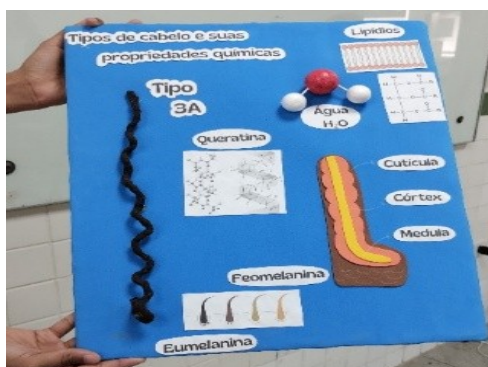 Tipos de cabelo e suas
propriedades químicas
Lipídios
Tipo
3A
Água
H₂O
Queratina
Cutícula
Córtex
Medula
Feomelanina
Eumelanina